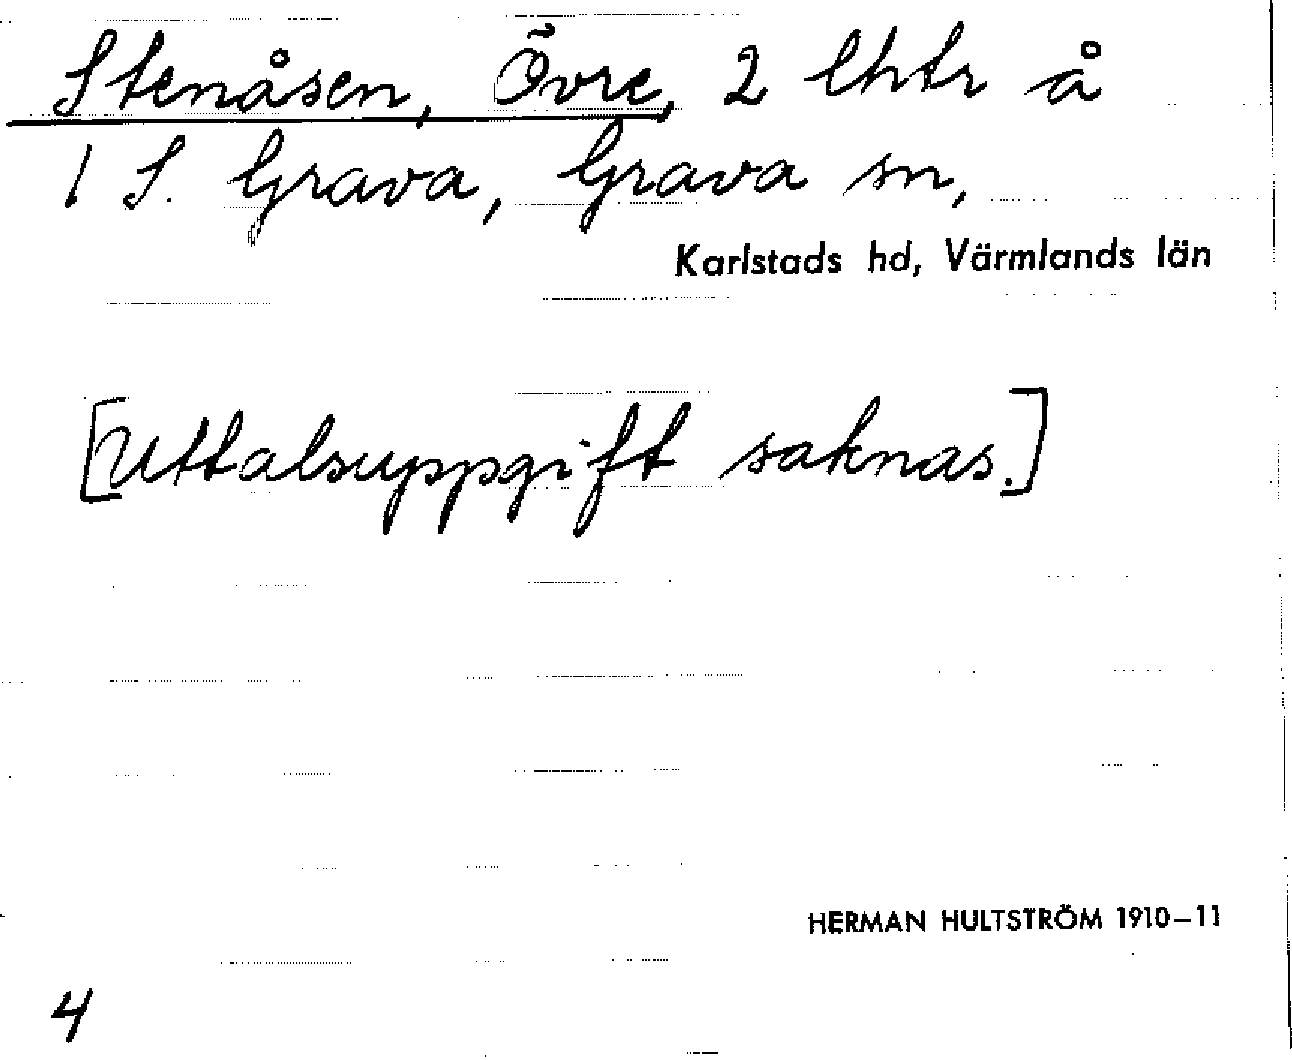 Stenåsen, Övre, 2 lhtr å
1 S. Grava, Grava sn,
Karlstads hd, Värmlands län
[Uttalsuppgift saknas.]
HERMAN HULTSTRÖM 1910–11
4